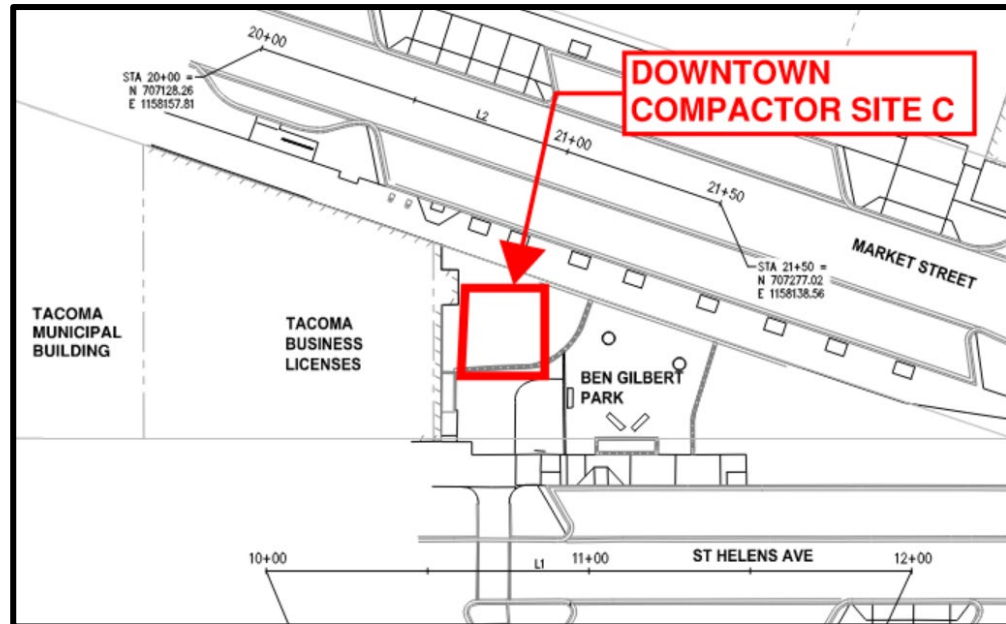 20+00
STA 20+00 =
N 707128.26
E 1158157.81
L2
DOWNTOWN
COMPACTOR SITE C
21+00
21+50
MARKET STREET
STA 21+50 =
N 707277.02
E 1158138.56
TACOMA
MUNICIPAL
BUILDING
TACOMA
BUSINESS
LICENSES
BEN GILBERT
PARK
10+00
L1
11+00
ST HELENS AVE
12+00